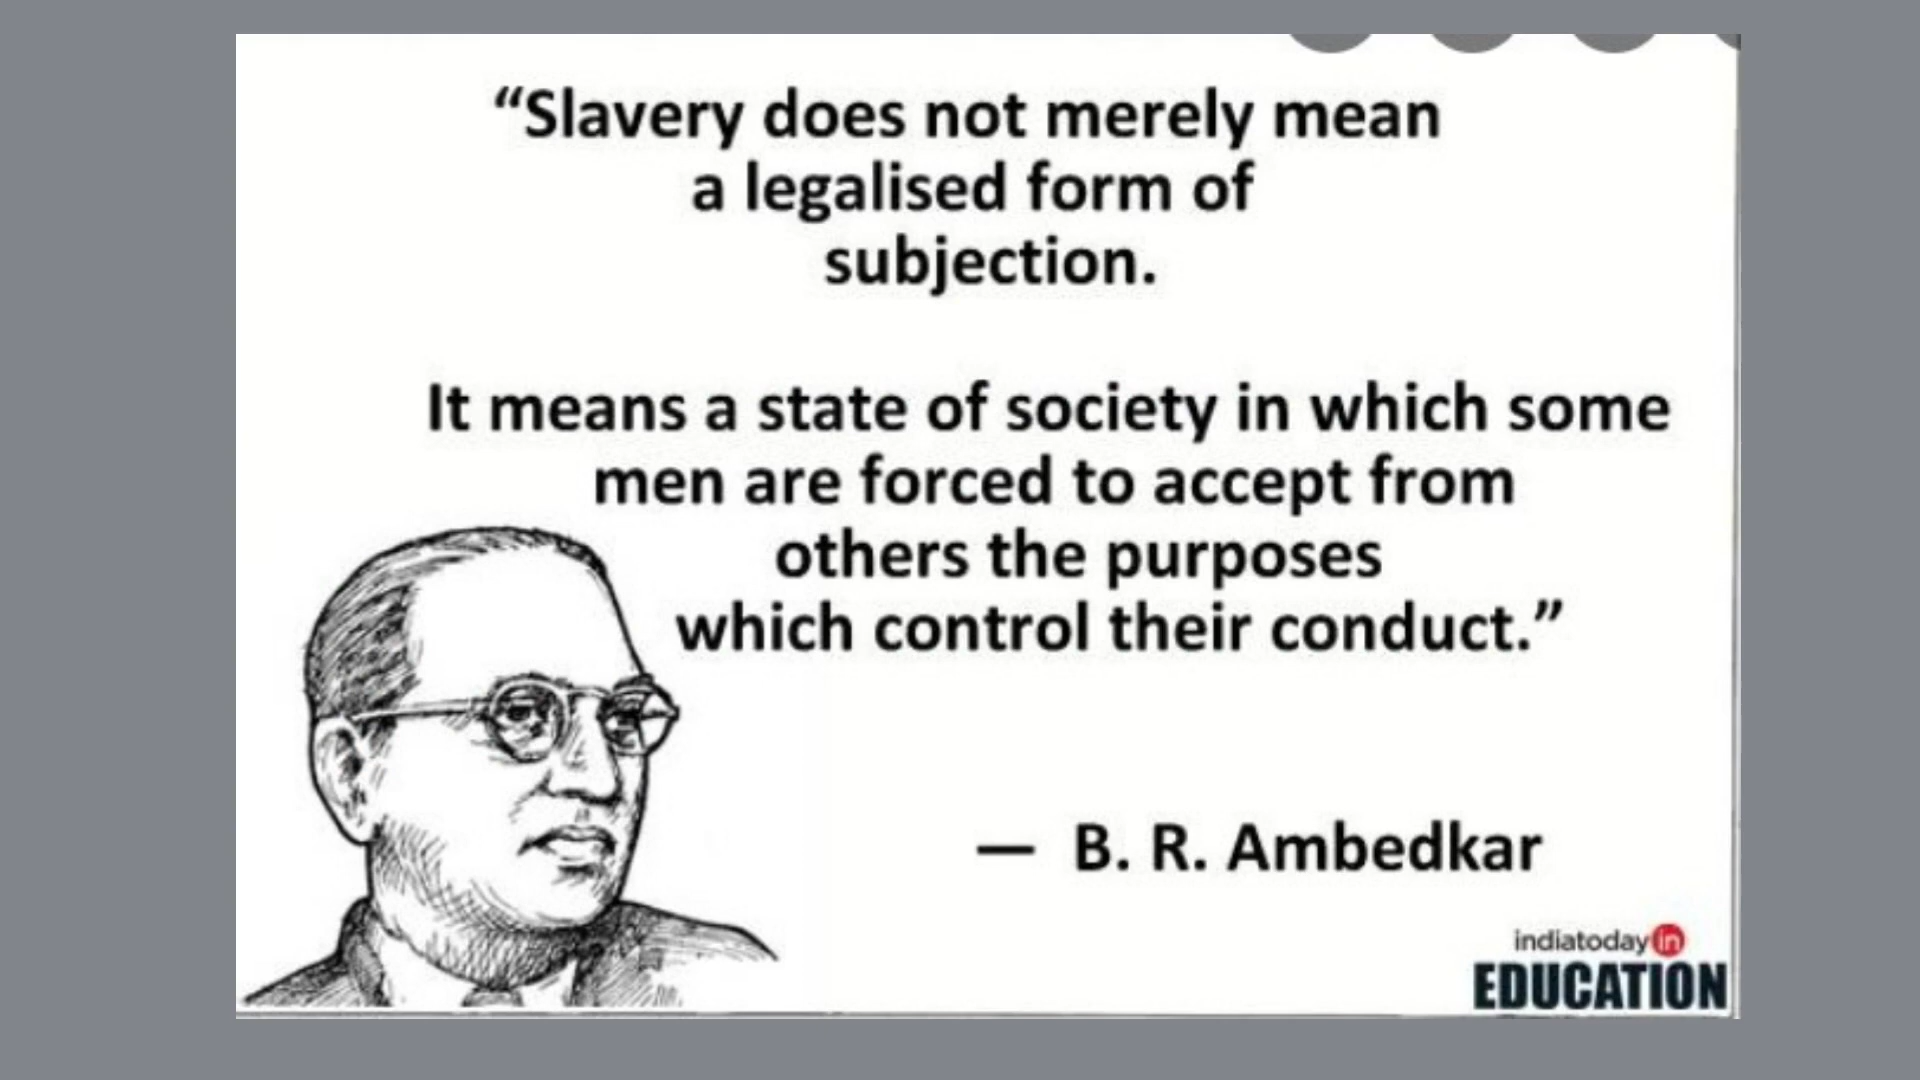 “Slavery does not merely mean
a legalised form of
subjection.
It means a state of society in which some
men are forced to accept from
others the purposes
which control their conduct.”
— B. R. Ambedkar
indiatoday in
EDUCATION